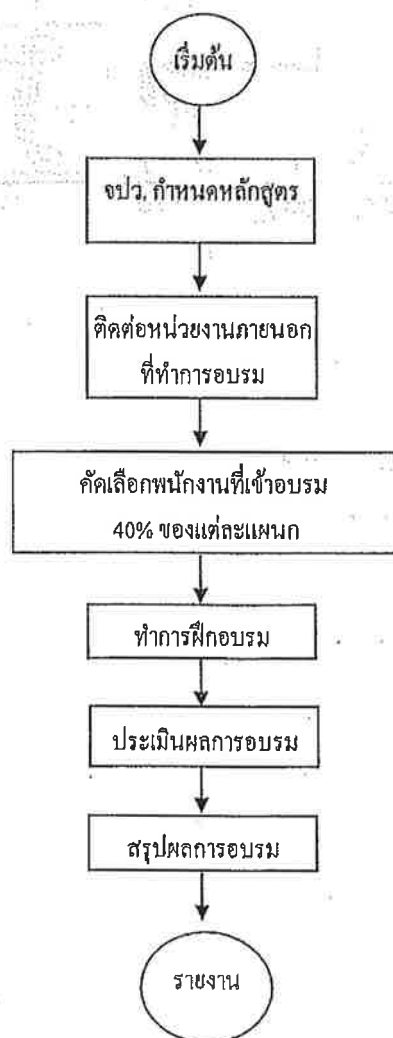 เริ่มต้น
จปว. กำหนดหลักสูตร
ติดต่อหน่วยงานภายนอก
ที่ทำการอบรม
คัดเลือกพนักงานที่เข้าอบรม
40% ของแต่ละแผนก
ทำการฝึกอบรม
ประเมินผลการอบรม
สรุปผลการอบรม
รายงาน